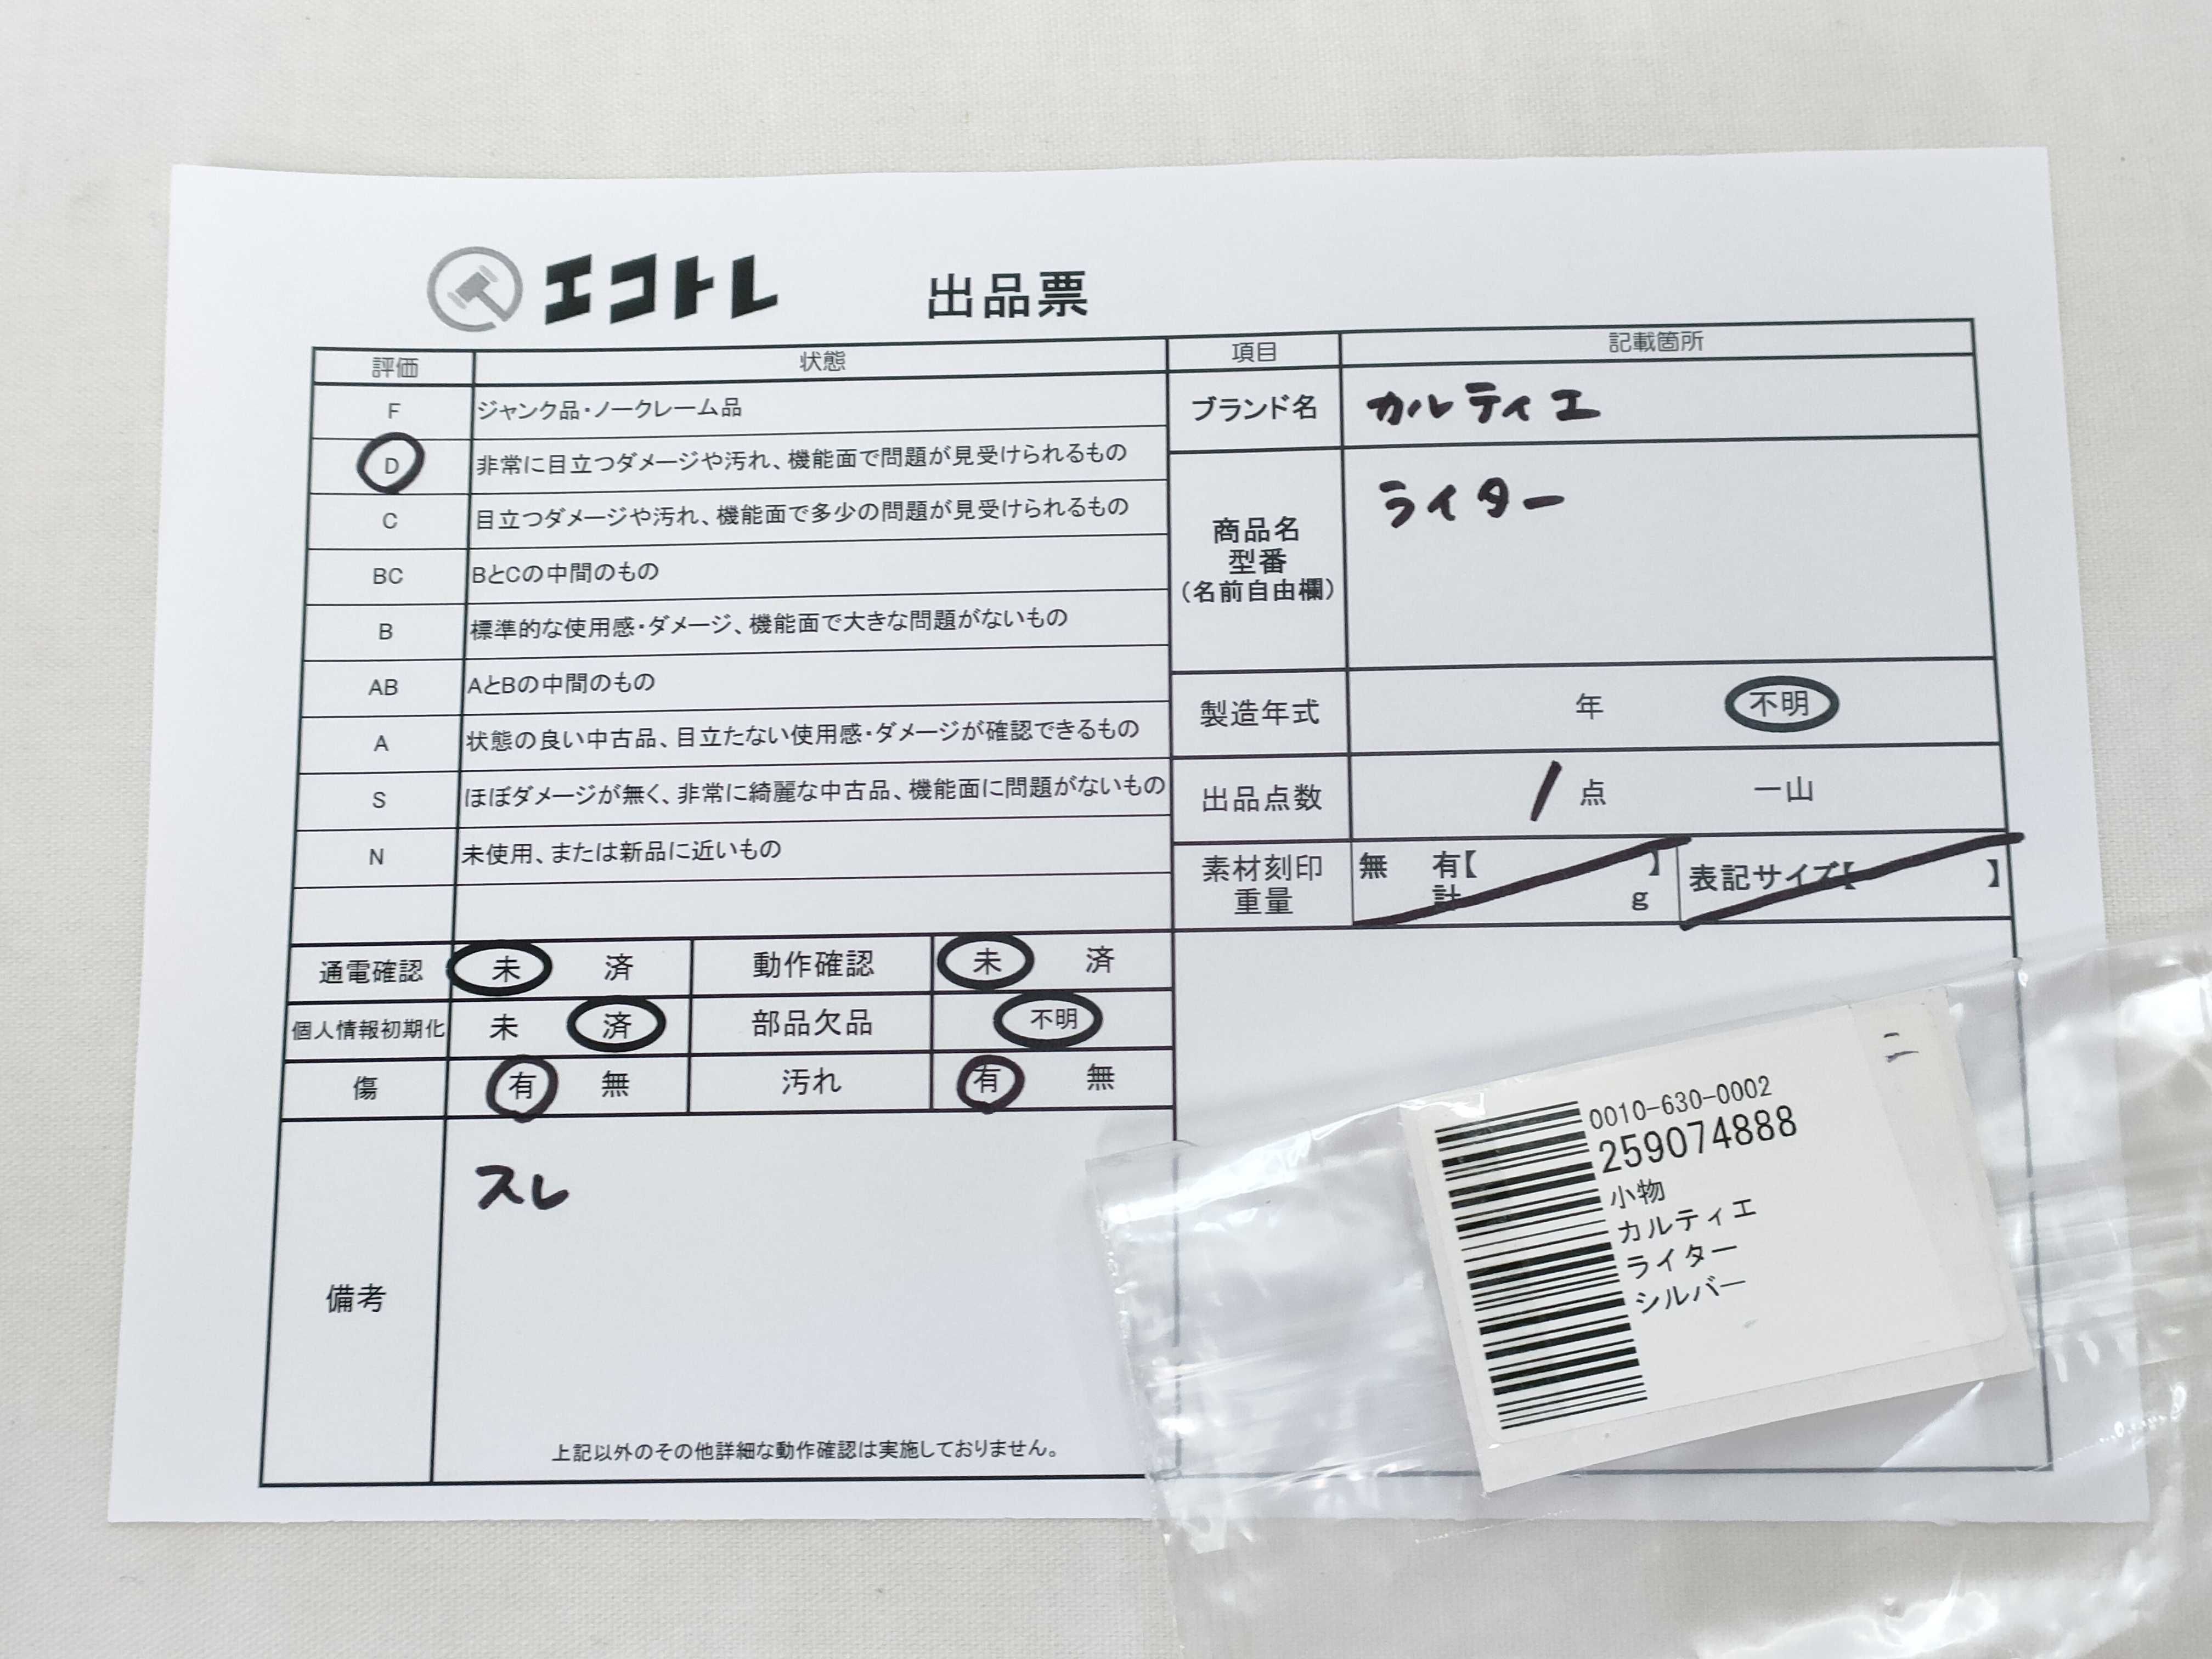 エコトレ 出品票
評価 状態 項目 記載箇所
F ジャンク品・ノークレーム品
D 非常に目立つダメージや汚れ、機能面で問題が見受けられるもの
C 目立つダメージや汚れ、機能面で多少の問題が見受けられるもの
BC BとCの中間のもの
B 標準的な使用感・ダメージ、機能面で大きな問題がないもの
AB AとBの中間のもの
A 状態の良い中古品、目立たない使用感・ダメージが確認できるもの
S ほぼダメージが無く、非常に綺麗な中古品、機能面に問題がないもの
N 未使用、または新品に近いもの
ブランド名 カルティエ
商品名 ライター
型番
(名前自由欄)
製造年式 年 不明
出品点数 1 点 一山
素材刻印 無 有【 】 表記サイズ【 】
重量 計 g
通電確認 未 済 動作確認 未 済
個人情報初期化 未 済 部品欠品 不明
傷 有 無 汚れ 有 無
備考 スレ
上記以外のその他詳細な動作確認は実施しておりません。
0010-630-0002
259074888
小物
カルティエ
ライター
シルバー